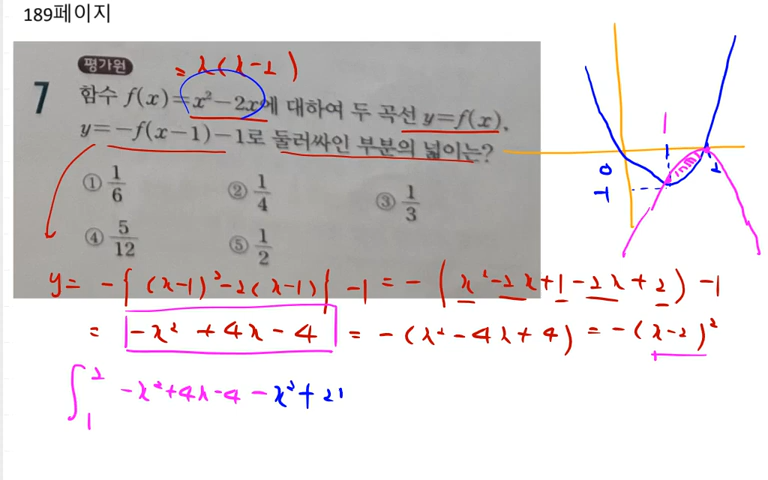 189페이지
평가원
= x(x-2)
7 함수 f(x)=x²-2x에 대하여 두 곡선 y=f(x),
y=-f(x-1)-1로 둘러싸인 부분의 넓이는?
① 1/6 ② 1/4 ③ 1/3
④ 5/12 ⑤ 1/2
1
0
2
-1
y= -{(x-1)²-2(x-1)}-1 = -(x²-2x+1-2x+2)-1
= -x²+4x-4 = -(x²-4x+4) = -(x-2)²
∫₁² -x²+4x-4-x²+2